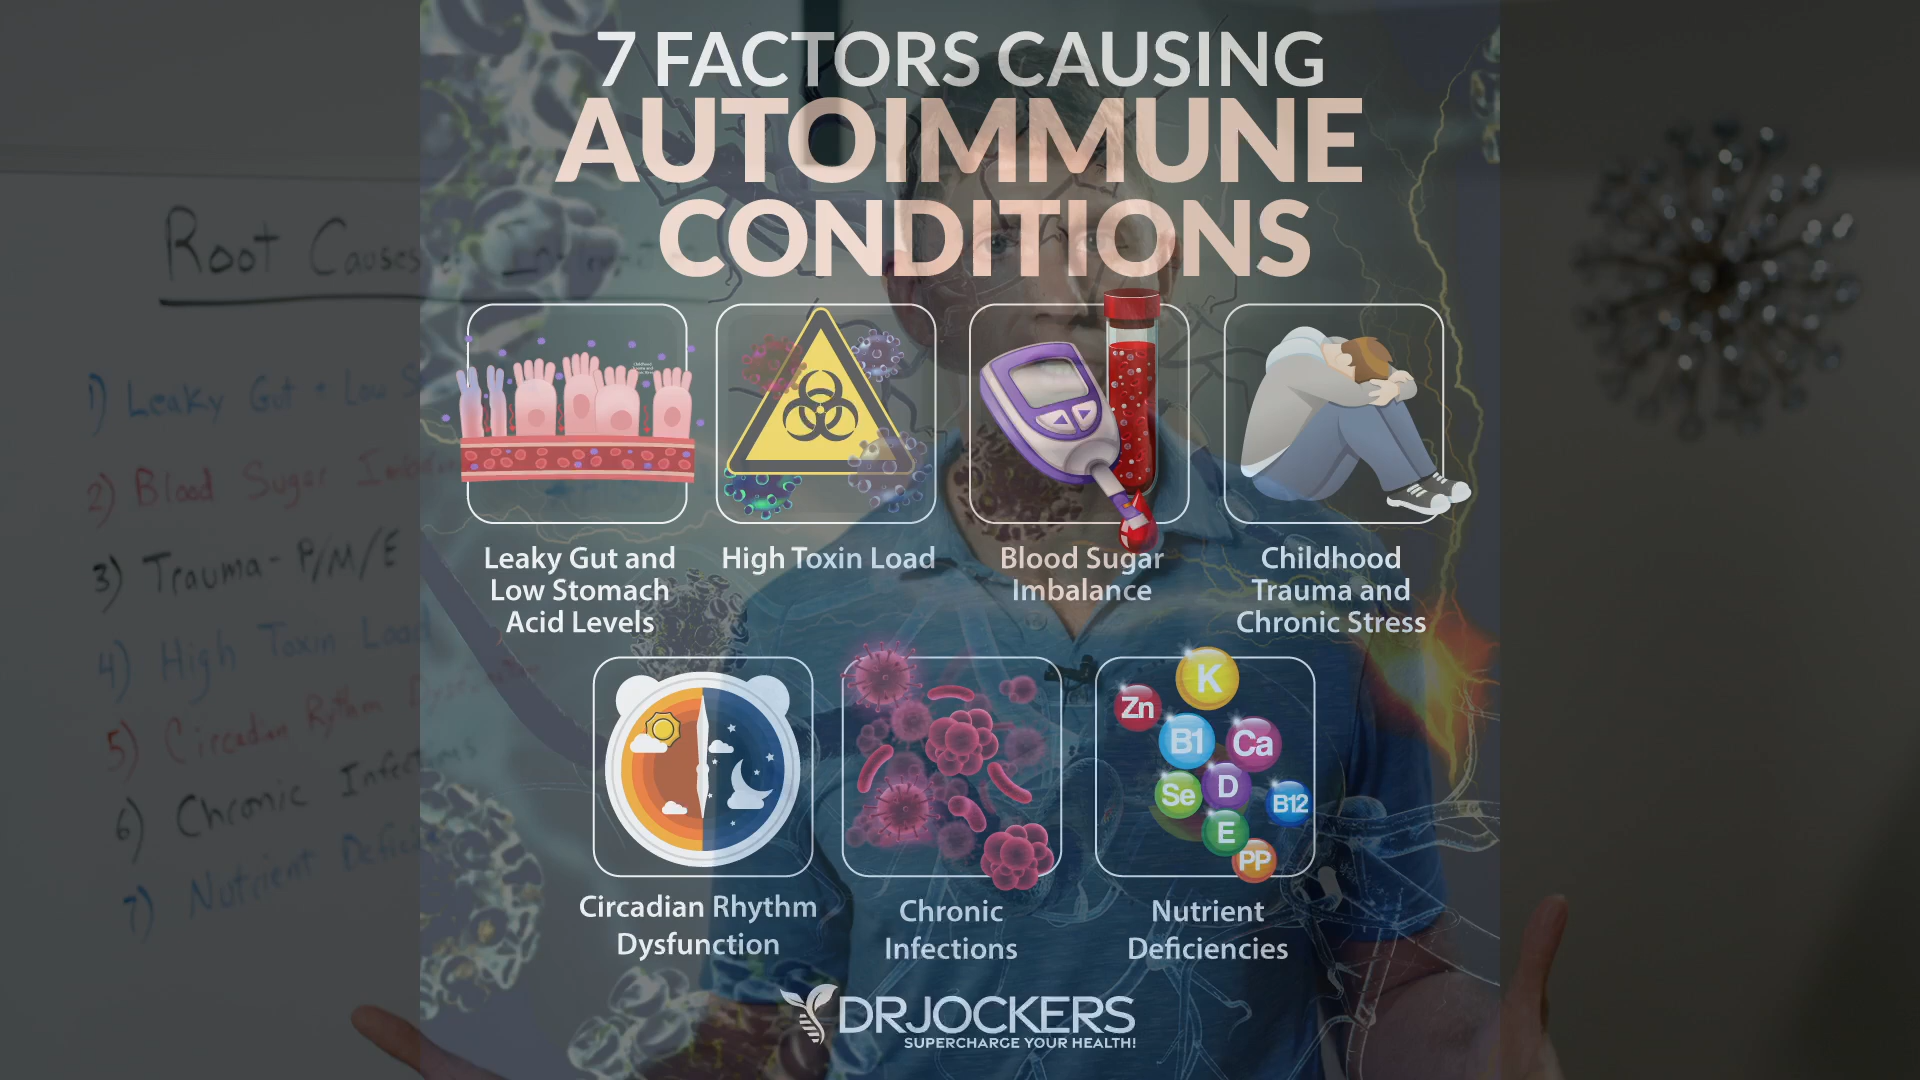 7 FACTORS CAUSING
AUTOIMMUNE
CONDITIONS
Leaky Gut and
Low Stomach
Acid Levels
High Toxin Load
Blood Sugar
Imbalance
Childhood
Trauma and
Chronic Stress
Circadian Rhythm
Dysfunction
Chronic
Infections
Zn
K
B1
Ca
Se
D
B12
E
PP
Nutrient
Deficiencies
DRJOCKERS
SUPERCHARGE YOUR HEALTH!
Root Causes
1) Leaky Gut + Low
2) Blood Sugar
3) Trauma - P/M/E
4) High Toxin Load
5) Circadian Rythm
6) Chronic Infections
7) Nutrient